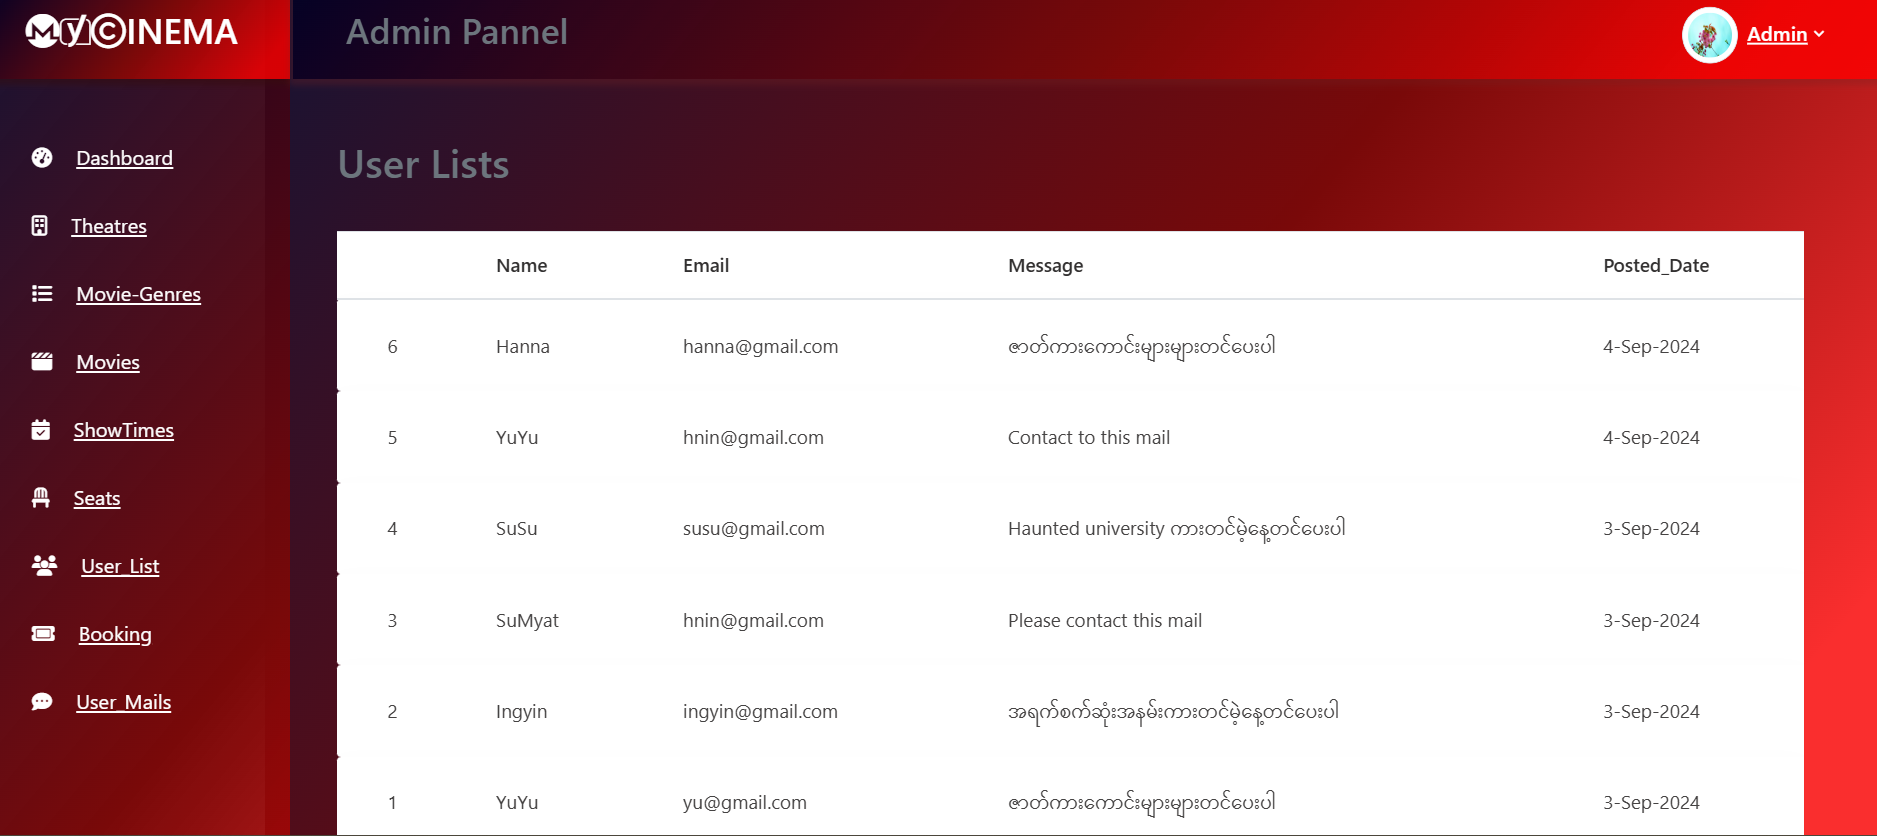 MyCINEMA
Admin Pannel
Admin
Dashboard
Theatres
Movie-Genres
Movies
ShowTimes
Seats
User_List
Booking
User_Mails
User Lists
Name Email Message Posted_Date
6 Hanna hanna@gmail.com ဇာတ်ကားကောင်းများများတင်ပေးပါ 4-Sep-2024
5 YuYu hnin@gmail.com Contact to this mail 4-Sep-2024
4 SuSu susu@gmail.com Haunted university ကားတင်မဲ့နေ့တင်ပေးပါ 3-Sep-2024
3 SuMyat hnin@gmail.com Please contact this mail 3-Sep-2024
2 Ingyin ingyin@gmail.com အရက်စက်ဆုံးအနမ်းကားတင်မဲ့နေ့တင်ပေးပါ 3-Sep-2024
1 YuYu yu@gmail.com ဇာတ်ကားကောင်းများများတင်ပေးပါ 3-Sep-2024